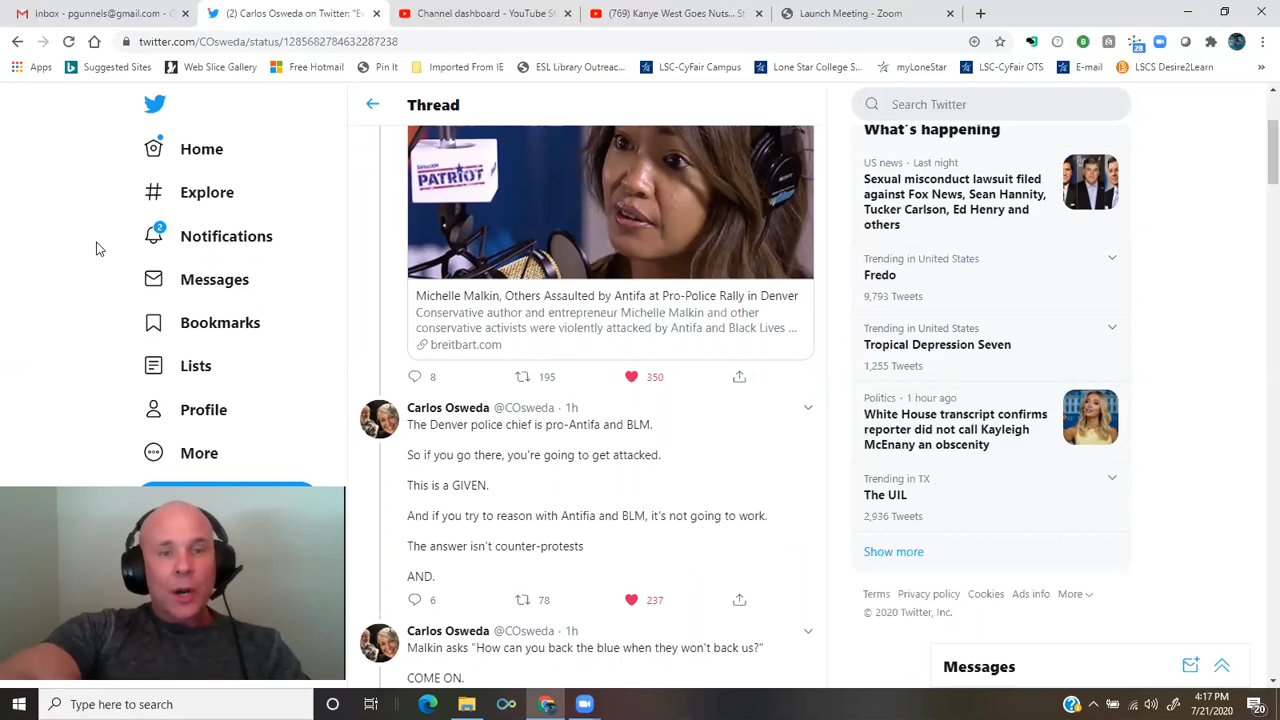 Inbox - pgunnels@gmail.com - G
(2) Carlos Osweda on Twitter: "Ev
Channel dashboard - YouTube St
(769) Kanye West Goes Nuts...
Launch Meeting - Zoom
twitter.com/COsweda/status/1285682784632287238
28
Apps
Suggested Sites
Web Slice Gallery
Free Hotmail
Pin It
Imported From IE
ESL Library Outreac...
LSC-CyFair Campus
Lone Star College S...
myLoneStar
LSC-CyFair OTS
E-mail
LSCS Desire2Learn
Home
Explore
2
Notifications
Messages
Bookmarks
Lists
Profile
More
Thread
SiriusXM
PATRIOT
SONY
Michelle Malkin, Others Assaulted by Antifa at Pro-Police Rally in Denver
Conservative author and entrepreneur Michelle Malkin and other
conservative activists were violently attacked by Antifa and Black Lives ...
breitbart.com
8 195 350
Carlos Osweda @COsweda · 1h
The Denver police chief is pro-Antifa and BLM.
So if you go there, you're going to get attacked.
This is a GIVEN.
And if you try to reason with Antifia and BLM, it's not going to work.
The answer isn't counter-protests
AND.
6 78 237
Carlos Osweda @COsweda · 1h
Malkin asks "How can you back the blue when they won't back us?"
COME ON.
Search Twitter
What's happening
US news · Last night
Sexual misconduct lawsuit filed
against Fox News, Sean Hannity,
Tucker Carlson, Ed Henry and
others
Trending in United States
Fredo
9,793 Tweets
Trending in United States
Tropical Depression Seven
1,255 Tweets
Politics · 1 hour ago
White House transcript confirms
reporter did not call Kayleigh
McEnany an obscenity
Trending in TX
The UIL
2,936 Tweets
Show more
Terms Privacy policy Cookies Ads info More
© 2020 Twitter, Inc.
Messages
Type here to search
4:17 PM
7/21/2020
20